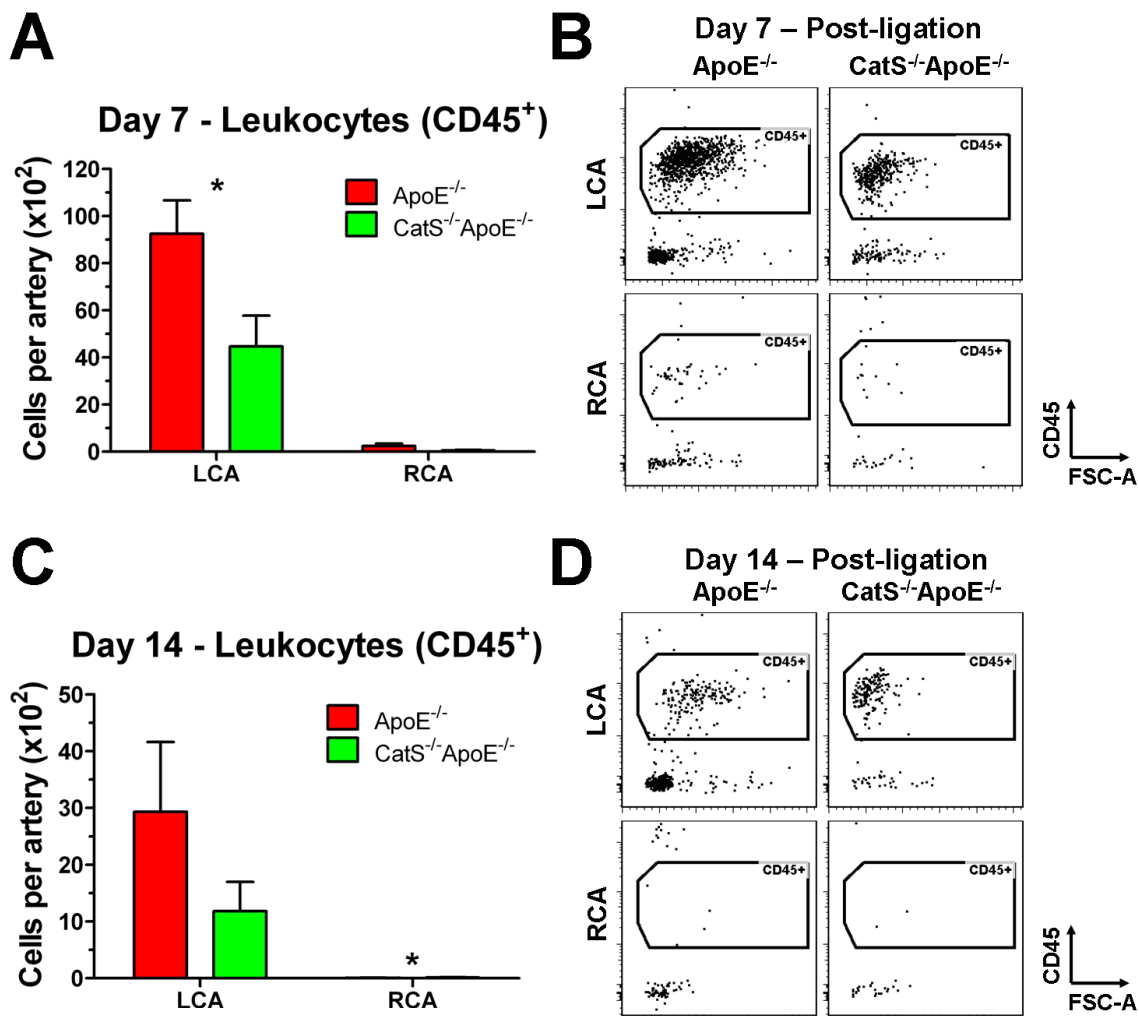 A
Day 7 - Leukocytes (CD45⁺)
Cells per artery (x10²)
120
100
80
60
40
20
0
*
ApoE⁻/⁻
CatS⁻/⁻ApoE⁻/⁻
LCA
RCA
B
Day 7 – Post-ligation
ApoE⁻/⁻
CatS⁻/⁻ApoE⁻/⁻
LCA
CD45+
CD45+
RCA
CD45+
CD45+
CD45
FSC-A
C
Day 14 - Leukocytes (CD45⁺)
Cells per artery (x10²)
50
40
30
20
10
0
ApoE⁻/⁻
CatS⁻/⁻ApoE⁻/⁻
*
LCA
RCA
D
Day 14 – Post-ligation
ApoE⁻/⁻
CatS⁻/⁻ApoE⁻/⁻
LCA
CD45+
CD45+
RCA
CD45+
CD45+
CD45
FSC-A